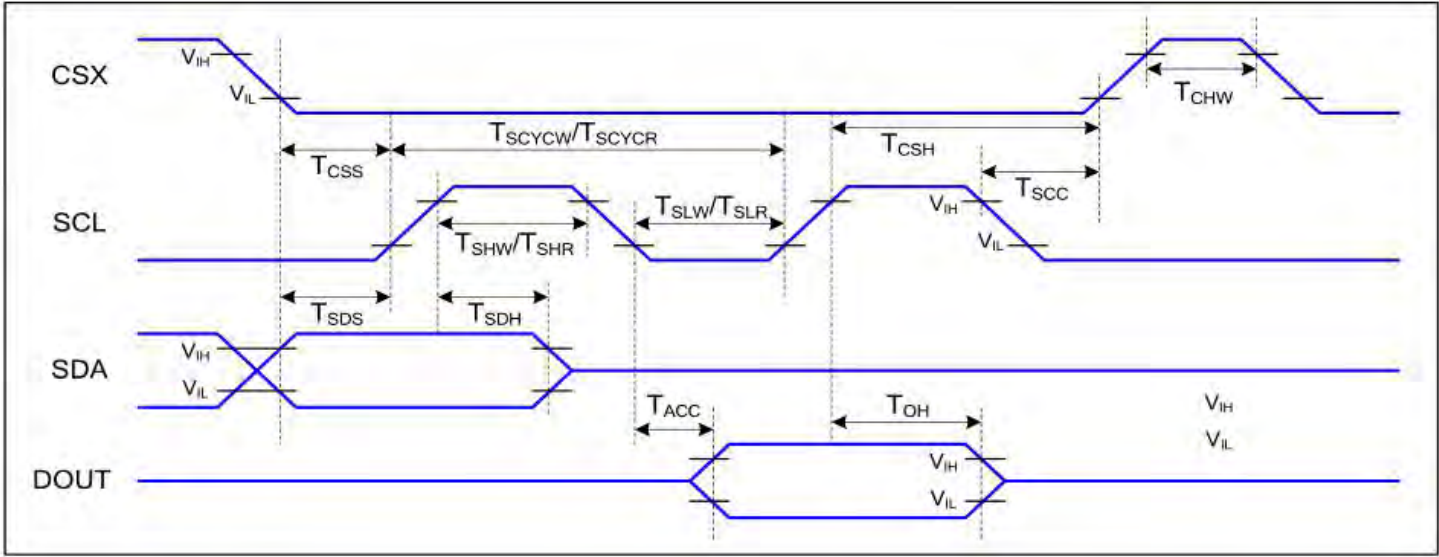 CSX
VIH
VIL
TCHW
TSCYCW/TSCYCR
TCSH
TCSS
TSCC
SCL
VIH
TSLW/TSLR
TSHW/TSHR
VIL
TSDS
TSDH
SDA
VIH
VIL
TACC
TOH
VIH
VIL
DOUT
VIH
VIL